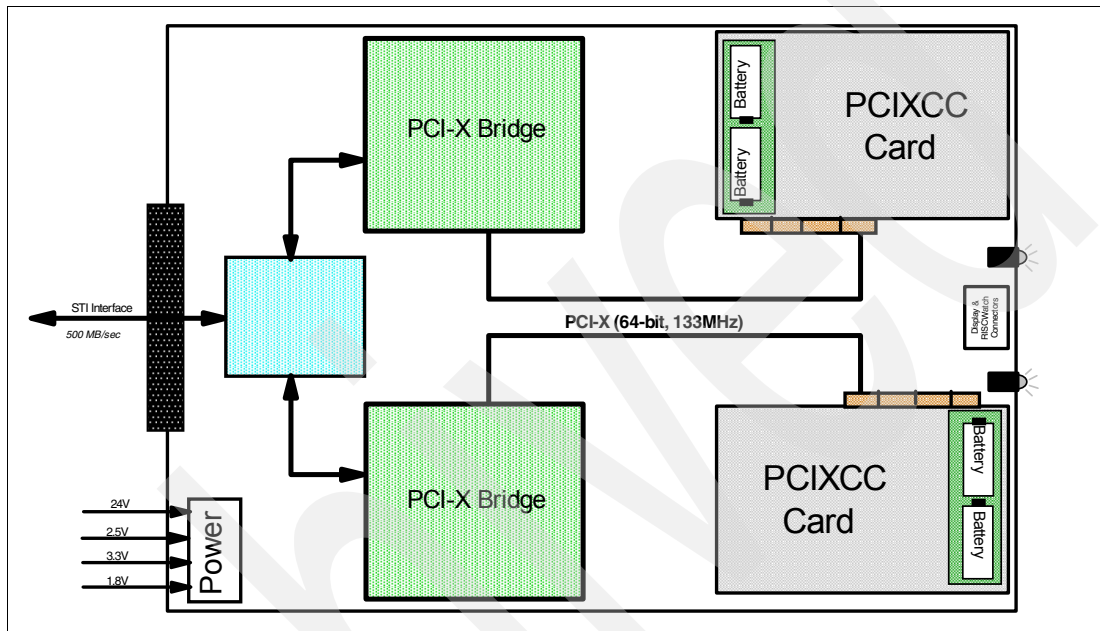 PCI-X Bridge
Battery
Battery
PCIXCC
Card
STI Interface
500 MB/sec
PCI-X (64-bit, 133MHz)
Display &
RISCWatch
Connectors
PCI-X Bridge
PCIXCC
Card
Battery
Battery
24V
2.5V
3.3V
1.8V
Power